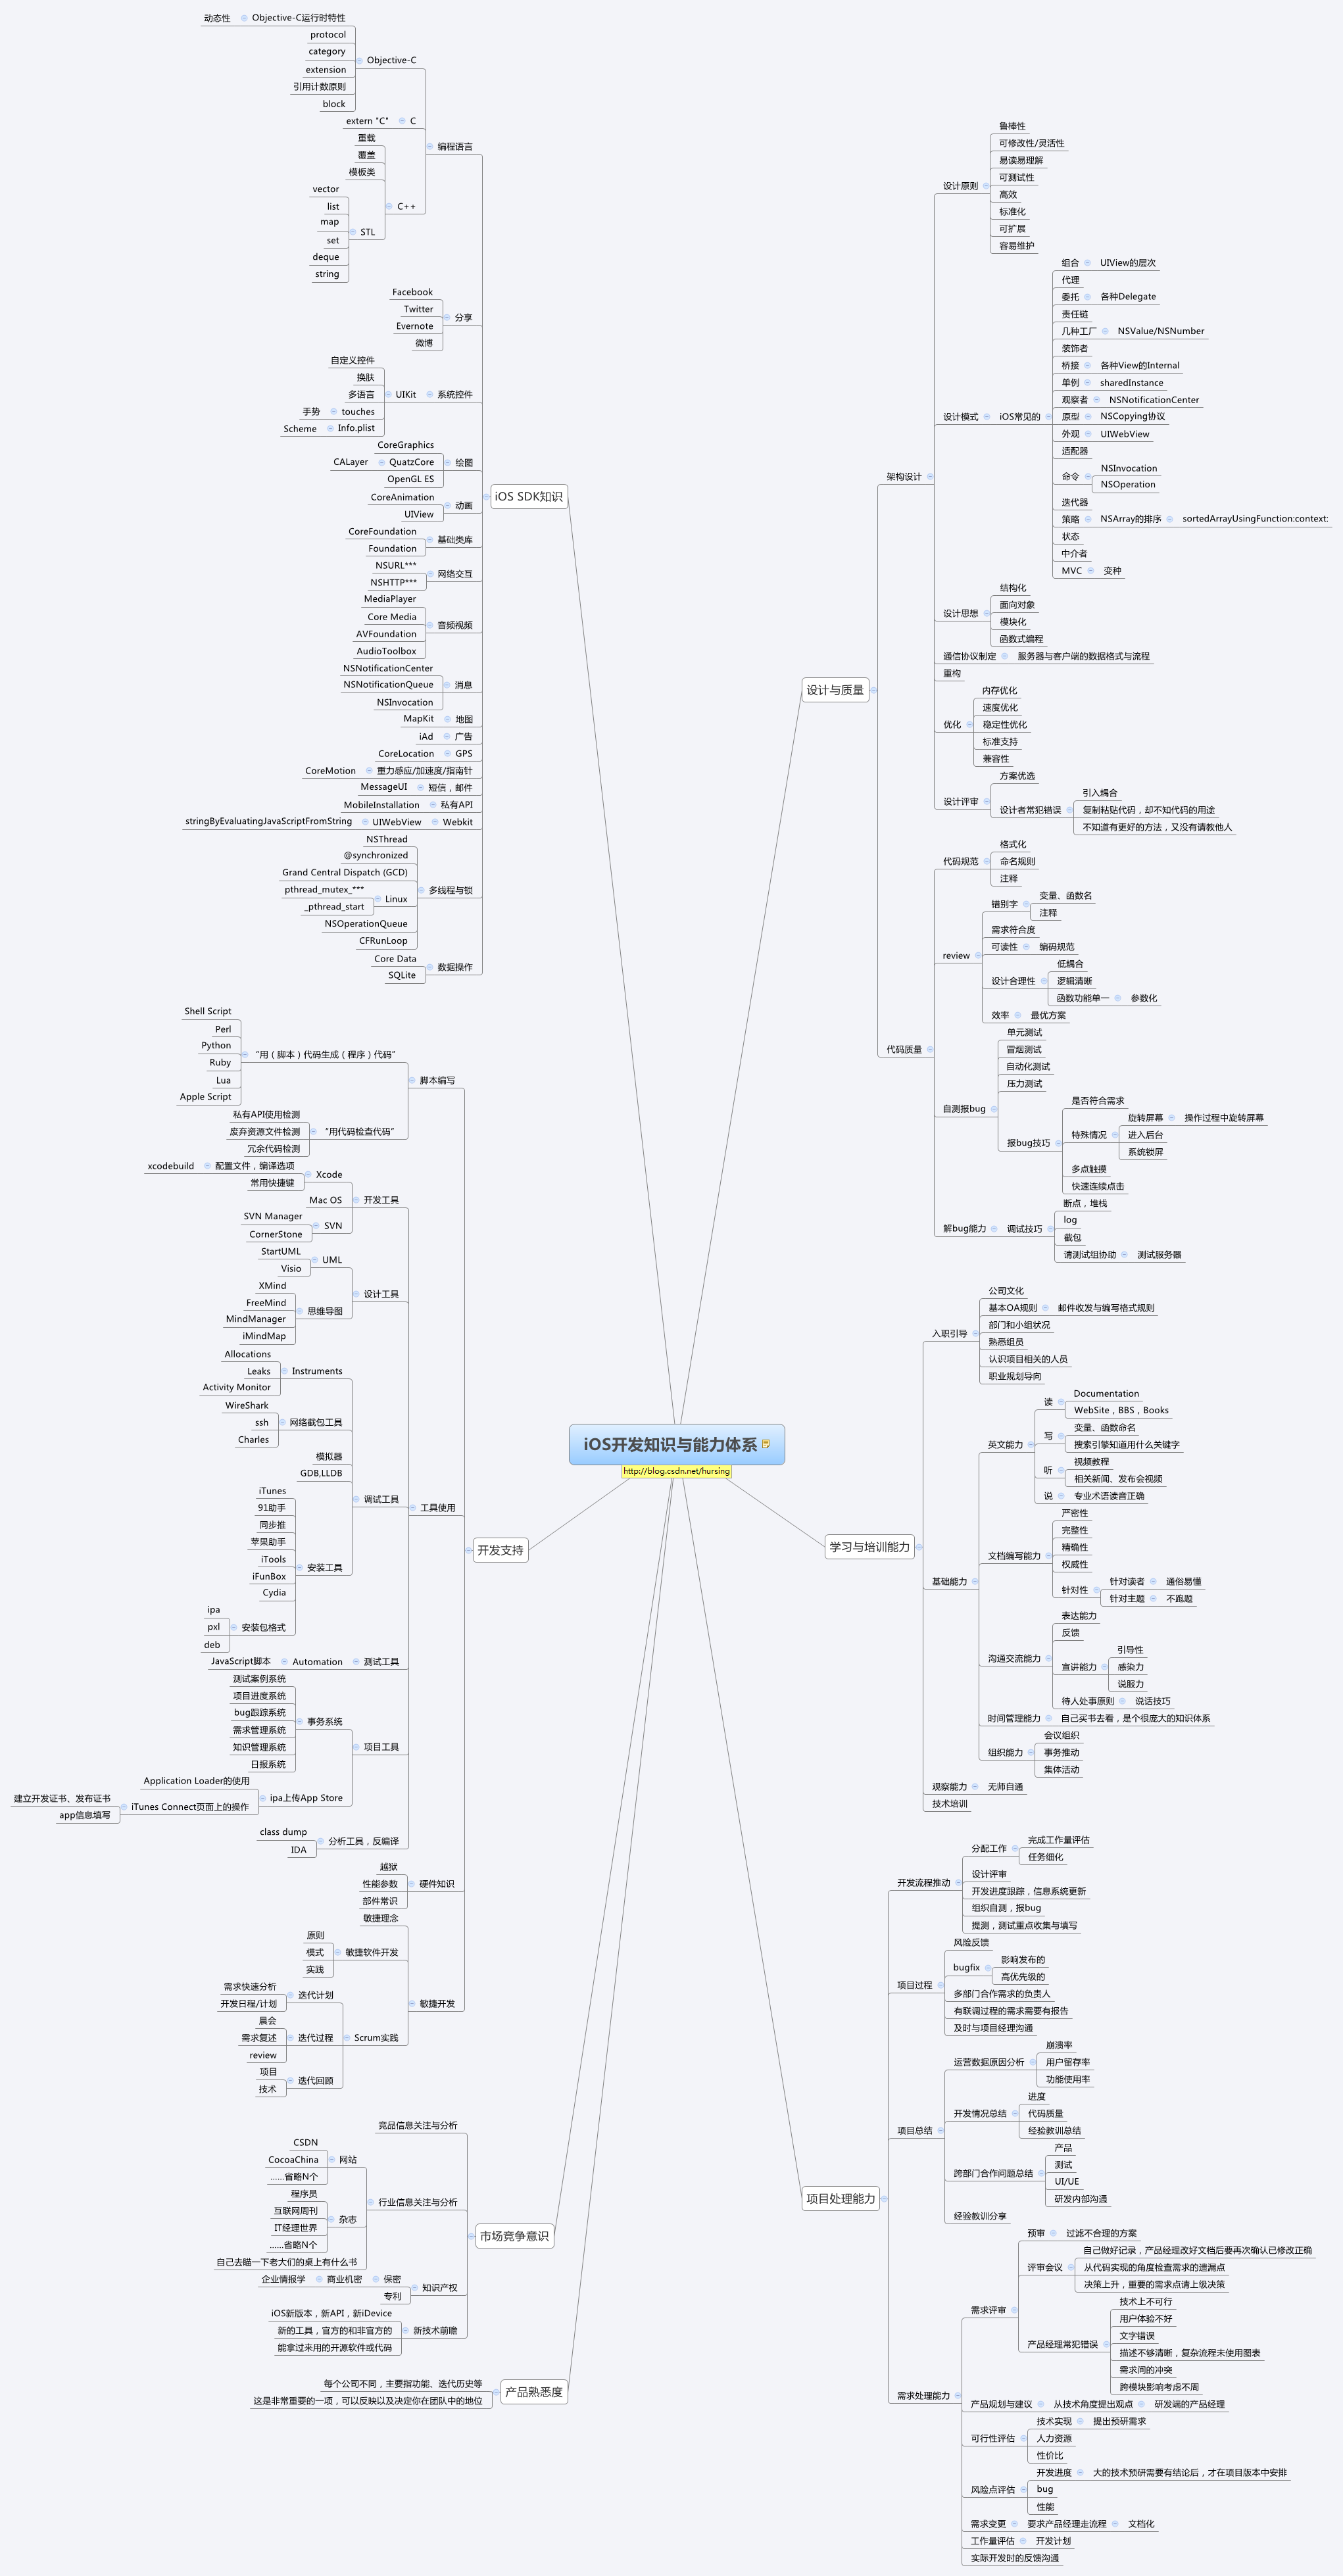 iOS开发知识与能力体系
http://blog.csdn.net/hursing
iOS SDK知识
编程语言
Objective-C
Objective-C运行时特性
动态性
protocol
category
extension
引用计数原则
block
C
extern "C"
C++
重载
覆盖
模板类
STL
vector
list
map
set
deque
string
分享
Facebook
Twitter
Evernote
微博
系统控件
UIKit
自定义控件
换肤
多语言
touches
手势
Info.plist
Scheme
绘图
CoreGraphics
QuatzCore
CALayer
OpenGL ES
动画
CoreAnimation
UIView
基础类库
CoreFoundation
Foundation
网络交互
NSURL***
NSHTTP***
音频视频
MediaPlayer
Core Media
AVFoundation
AudioToolbox
消息
NSNotificationCenter
NSNotificationQueue
NSInvocation
地图
MapKit
广告
iAd
GPS
CoreLocation
重力感应/加速度/指南针
CoreMotion
短信，邮件
MessageUI
私有API
MobileInstallation
Webkit
UIWebView
stringByEvaluatingJavaScriptFromString
多线程与锁
NSThread
@synchronized
Grand Central Dispatch (GCD)
Linux
pthread_mutex_***
_pthread_start
NSOperationQueue
CFRunLoop
数据操作
Core Data
SQLite
开发支持
脚本编写
“用（脚本）代码生成（程序）代码”
Shell Script
Perl
Python
Ruby
Lua
Apple Script
“用代码检查代码”
私有API使用检测
废弃资源文件检测
冗余代码检测
工具使用
开发工具
Xcode
配置文件，编译选项
xcodebuild
常用快捷键
Mac OS
SVN
SVN Manager
CornerStone
设计工具
UML
StartUML
Visio
思维导图
XMind
FreeMind
MindManager
iMindMap
调试工具
Instruments
Allocations
Leaks
Activity Monitor
网络截包工具
WireShark
ssh
Charles
模拟器
GDB,LLDB
安装工具
iTunes
91助手
同步推
苹果助手
iTools
iFunBox
Cydia
安装包格式
ipa
pxl
deb
测试工具
Automation
JavaScript脚本
项目工具
事务系统
测试案例系统
项目进度系统
bug跟踪系统
需求管理系统
知识管理系统
日报系统
ipa上传App Store
Application Loader的使用
iTunes Connect页面上的操作
建立开发证书、发布证书
app信息填写
分析工具，反编译
class dump
IDA
硬件知识
越狱
性能参数
部件常识
敏捷开发
敏捷理念
敏捷软件开发
原则
模式
实践
Scrum实践
迭代计划
需求快速分析
开发日程/计划
迭代过程
晨会
需求复述
review
迭代回顾
项目
技术
市场竞争意识
竞品信息关注与分析
行业信息关注与分析
网站
CSDN
CocoaChina
……省略N个
杂志
程序员
互联网周刊
IT经理世界
……省略N个
自己去瞄一下老大们的桌上有什么书
知识产权
保密
商业机密
企业情报学
专利
新技术前瞻
iOS新版本，新API，新iDevice
新的工具，官方的和非官方的
能拿过来用的开源软件或代码
产品熟悉度
每个公司不同，主要指功能、迭代历史等
这是非常重要的一项，可以反映以及决定你在团队中的地位
设计与质量
架构设计
设计原则
鲁棒性
可修改性/灵活性
易读易理解
可测试性
高效
标准化
可扩展
容易维护
设计模式
iOS常见的
组合
UIView的层次
代理
委托
各种Delegate
责任链
几种工厂
NSValue/NSNumber
装饰者
桥接
各种View的Internal
单例
sharedInstance
观察者
NSNotificationCenter
原型
NSCopying协议
外观
UIWebView
适配器
命令
NSInvocation
NSOperation
迭代器
策略
NSArray的排序
sortedArrayUsingFunction:context:
状态
中介者
MVC
变种
设计思想
结构化
面向对象
模块化
函数式编程
通信协议制定
服务器与客户端的数据格式与流程
重构
优化
内存优化
速度优化
稳定性优化
标准支持
兼容性
设计评审
方案优选
设计者常犯错误
引入耦合
复制粘贴代码，却不知代码的用途
不知道有更好的方法，又没有请教他人
代码质量
代码规范
格式化
命名规则
注释
review
错别字
变量、函数名
注释
需求符合度
可读性
编码规范
设计合理性
低耦合
逻辑清晰
函数功能单一
参数化
效率
最优方案
自测报bug
单元测试
冒烟测试
自动化测试
压力测试
报bug技巧
是否符合需求
特殊情况
旋转屏幕
操作过程中旋转屏幕
进入后台
系统锁屏
多点触摸
快速连续点击
解bug能力
调试技巧
断点，堆栈
log
截包
请测试组协助
测试服务器
学习与培训能力
入职引导
公司文化
基本OA规则
邮件收发与编写格式规则
部门和小组状况
熟悉组员
认识项目相关的人员
职业规划导向
基础能力
英文能力
读
Documentation
WebSite，BBS，Books
写
变量、函数命名
搜索引擎知道用什么关键字
听
视频教程
相关新闻、发布会视频
说
专业术语读音正确
文档编写能力
严密性
完整性
精确性
权威性
针对性
针对读者
通俗易懂
针对主题
不跑题
沟通交流能力
表达能力
反馈
宣讲能力
引导性
感染力
说服力
待人处事原则
说话技巧
时间管理能力
自己买书去看，是个很庞大的知识体系
组织能力
会议组织
事务推动
集体活动
观察能力
无师自通
技术培训
项目处理能力
开发流程推动
分配工作
完成工作量评估
任务细化
设计评审
开发进度跟踪，信息系统更新
组织自测，报bug
提测，测试重点收集与填写
项目过程
风险反馈
bugfix
影响发布的
高优先级的
多部门合作需求的负责人
有联调过程的需求需要有报告
及时与项目经理沟通
项目总结
运营数据原因分析
崩溃率
用户留存率
功能使用率
开发情况总结
进度
代码质量
经验教训总结
跨部门合作问题总结
产品
测试
UI/UE
研发内部沟通
经验教训分享
需求处理能力
需求评审
预审
过滤不合理的方案
评审会议
自己做好记录，产品经理改好文档后要再次确认已修改正确
从代码实现的角度检查需求的遗漏点
决策上升，重要的需求点请上级决策
产品经理常犯错误
技术上不可行
用户体验不好
文字错误
描述不够清晰，复杂流程未使用图表
需求间的冲突
跨模块影响考虑不周
产品规划与建议
从技术角度提出观点
研发端的产品经理
可行性评估
技术实现
提出预研需求
人力资源
性价比
风险点评估
开发进度
大的技术预研需要有结论后，才在项目版本中安排
bug
性能
需求变更
要求产品经理走流程
文档化
工作量评估
开发计划
实际开发时的反馈沟通